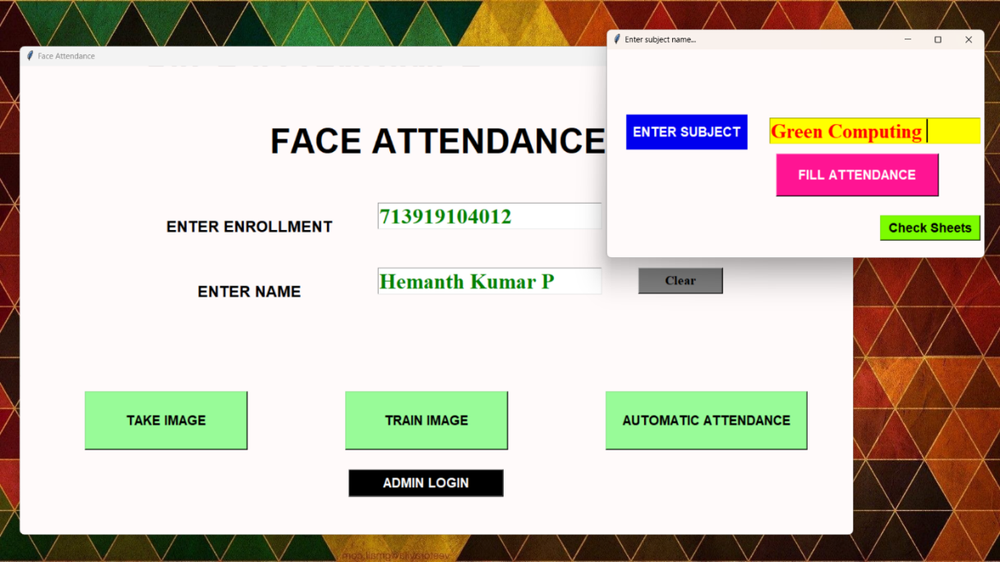 Face Attendance
FACE ATTENDANCE
ENTER ENROLLMENT
713919104012
ENTER NAME
Hemanth Kumar P
Clear
TAKE IMAGE
TRAIN IMAGE
AUTOMATIC ATTENDANCE
ADMIN LOGIN
Enter subject name...
ENTER SUBJECT
Green Computing
FILL ATTENDANCE
Check Sheets